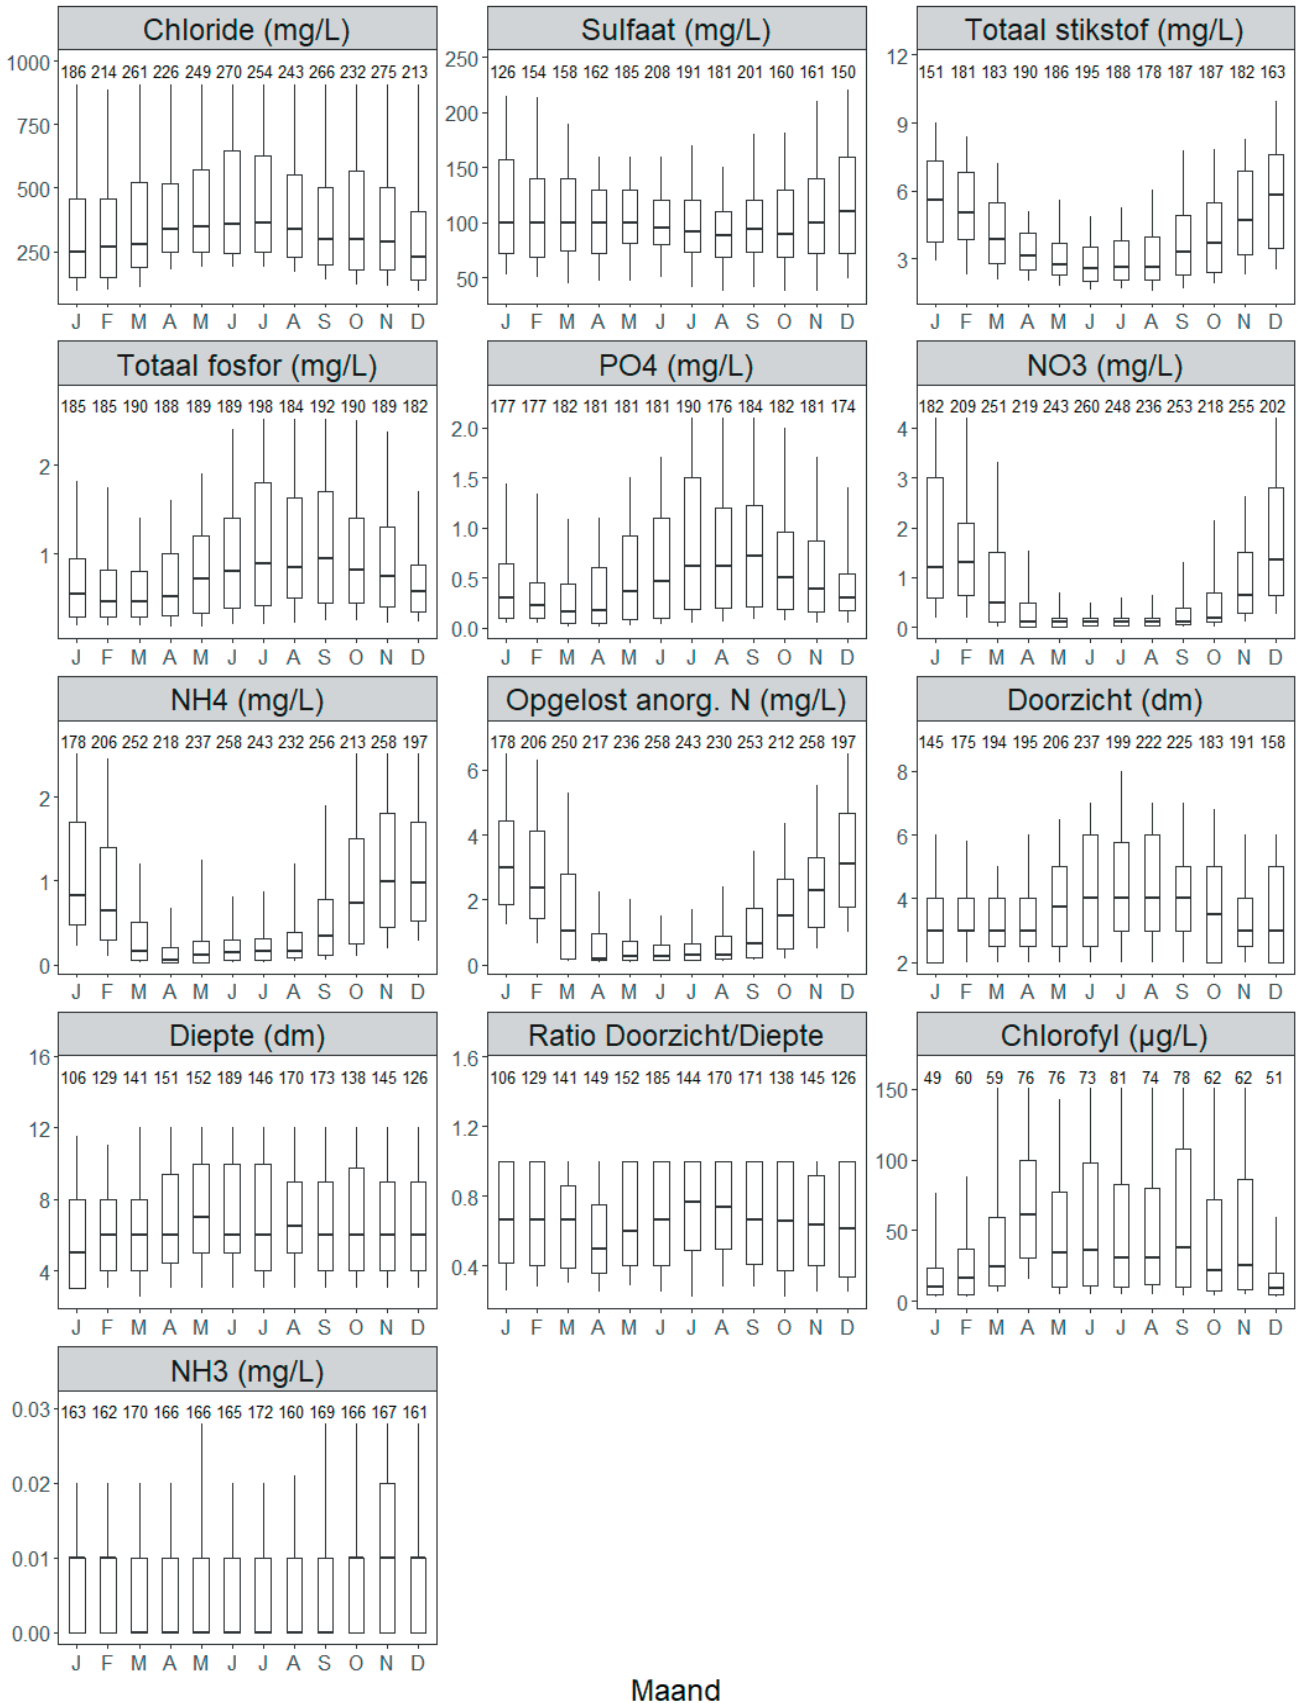 Chloride (mg/L) Sulfaat (mg/L) Totaal stikstof (mg/L)
1000 750 500 250
186 214 261 226 249 270 254 243 266 232 275 213
J F M A M J J A S O N D
250 200 150 100 50
126 154 158 162 185 208 191 181 201 160 161 150
J F M A M J J A S O N D
12 9 6 3
151 181 183 190 186 195 188 178 187 187 182 163
J F M A M J J A S O N D
Totaal fosfor (mg/L) PO4 (mg/L) NO3 (mg/L)
2 1
185 185 190 188 189 189 198 184 192 190 189 182
J F M A M J J A S O N D
2.0 1.5 1.0 0.5 0.0
177 177 182 181 181 181 190 176 184 182 181 174
J F M A M J J A S O N D
4 3 2 1 0
182 209 251 219 243 260 248 236 253 218 255 202
J F M A M J J A S O N D
NH4 (mg/L) Opgelost anorg. N (mg/L) Doorzicht (dm)
2 1 0
178 206 252 218 237 258 243 232 256 213 258 197
J F M A M J J A S O N D
6 4 2 0
178 206 250 217 236 258 243 230 253 212 258 197
J F M A M J J A S O N D
8 6 4 2
145 175 194 195 206 237 199 222 225 183 191 158
J F M A M J J A S O N D
Diepte (dm) Ratio Doorzicht/Diepte Chlorofyl (µg/L)
16 12 8 4
106 129 141 151 152 189 146 170 173 138 145 126
J F M A M J J A S O N D
1.6 1.2 0.8 0.4
106 129 141 149 152 185 144 170 171 138 145 126
J F M A M J J A S O N D
150 100 50 0
49 60 59 76 76 73 81 74 78 62 62 51
J F M A M J J A S O N D
NH3 (mg/L)
0.03 0.02 0.01 0.00
163 162 170 166 166 165 172 160 169 166 167 161
J F M A M J J A S O N D
Maand